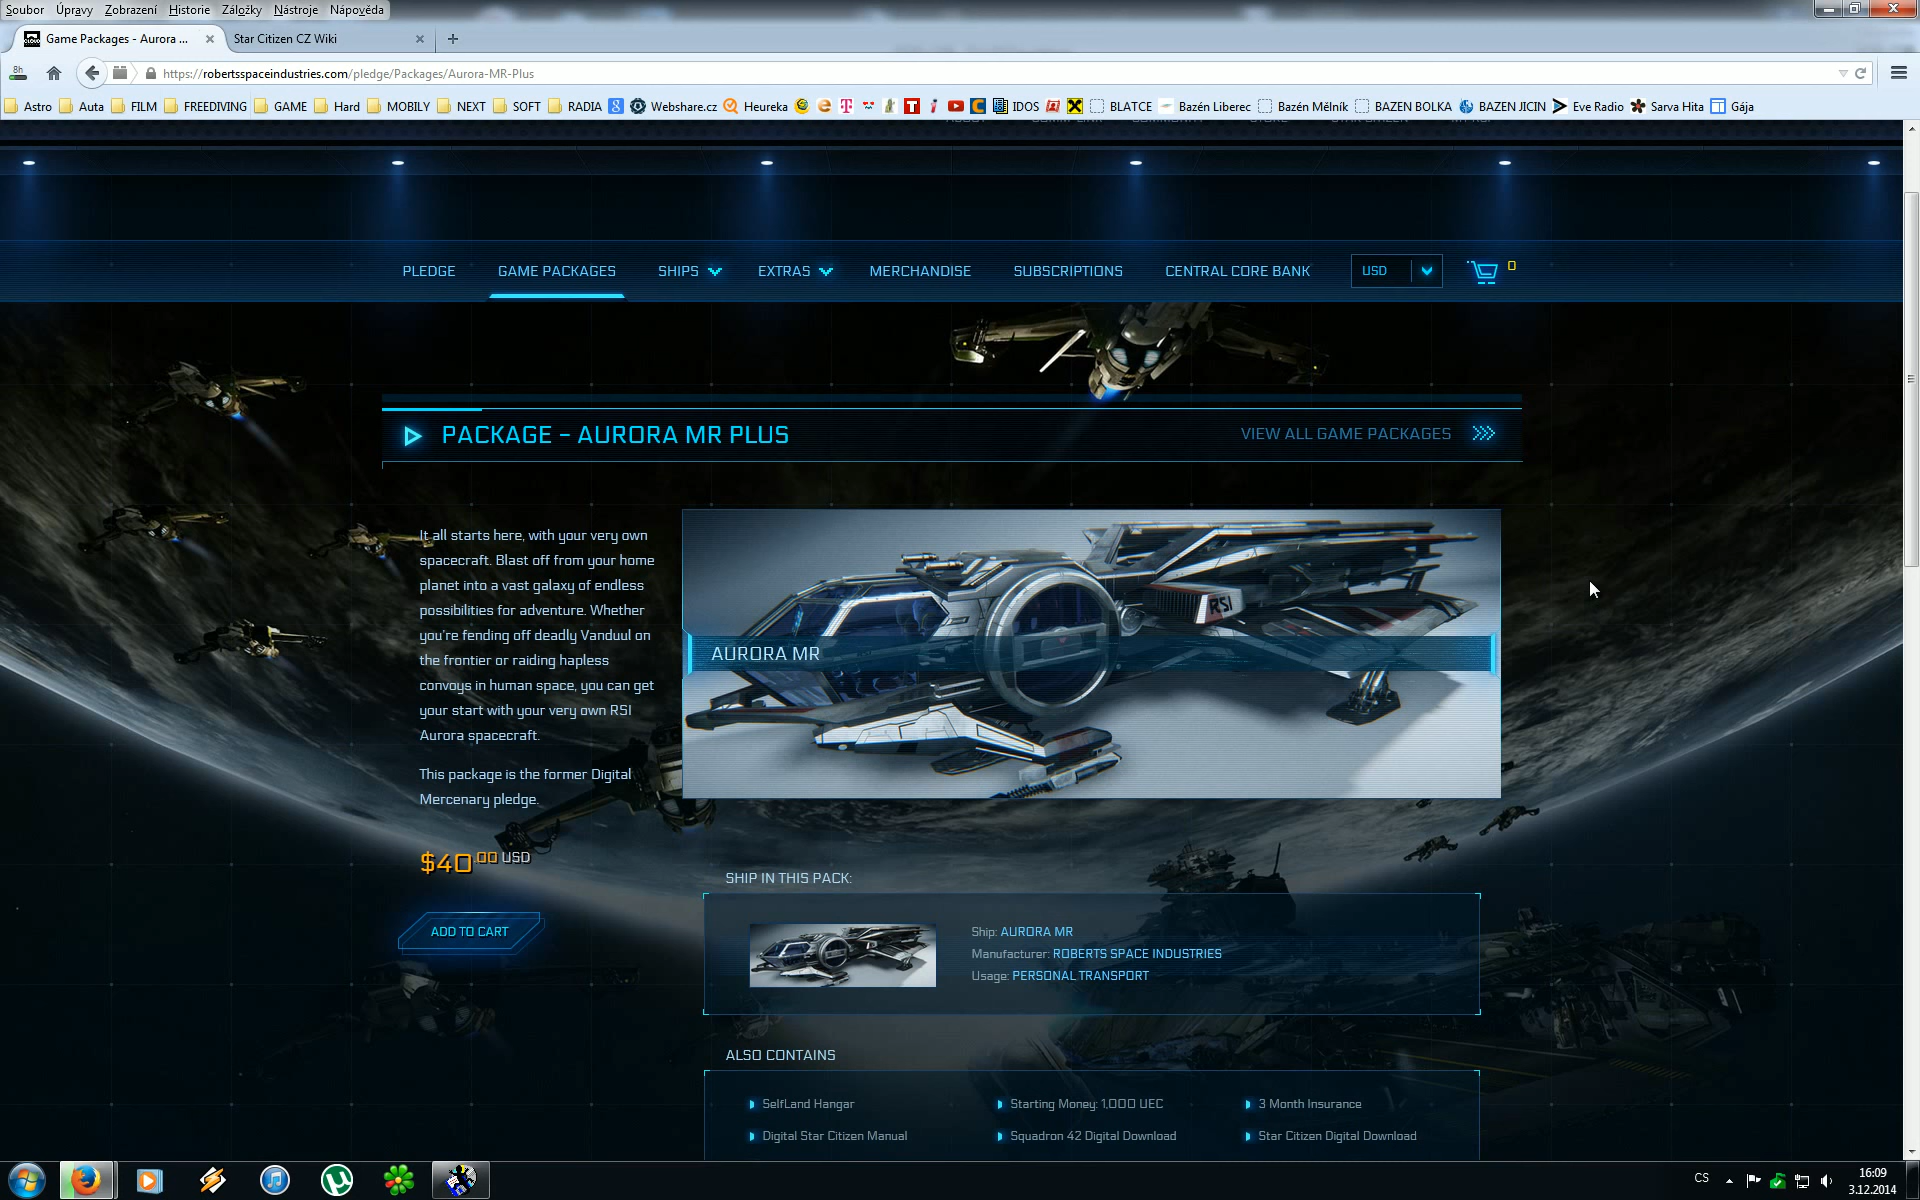 Soubor Úpravy Zobrazení Historie Záložky Nástroje Nápověda
Game Packages - Aurora ... Star Citizen CZ Wiki
8h https://robertsspaceindustries.com/pledge/Packages/Aurora-MR-Plus
Astro Auta FILM FREEDIVING GAME Hard MOBILY NEXT SOFT RADIA Webshare.cz Heureka IDOS BLATCE Bazén Liberec Bazén Mělník BAZEN BOLKA BAZEN JICIN Eve Radio Sarva Hita Gája
PLEDGE GAME PACKAGES SHIPS EXTRAS MERCHANDISE SUBSCRIPTIONS CENTRAL CORE BANK USD 0
PACKAGE - AURORA MR PLUS VIEW ALL GAME PACKAGES
It all starts here, with your very own
spacecraft. Blast off from your home
planet into a vast galaxy of endless
possibilities for adventure. Whether
you're fending off deadly Vanduul on
the frontier or raiding hapless
convoys in human space, you can get
your start with your very own RSI
Aurora spacecraft.
This package is the former Digital
Mercenary pledge.
$40.00 USD
ADD TO CART
RSI
AURORA MR
SHIP IN THIS PACK:
Ship: AURORA MR
Manufacturer: ROBERTS SPACE INDUSTRIES
Usage: PERSONAL TRANSPORT
ALSO CONTAINS
SelfLand Hangar Starting Money: 1,000 UEC 3 Month Insurance
Digital Star Citizen Manual Squadron 42 Digital Download Star Citizen Digital Download
CS 16:09
3.12.2014